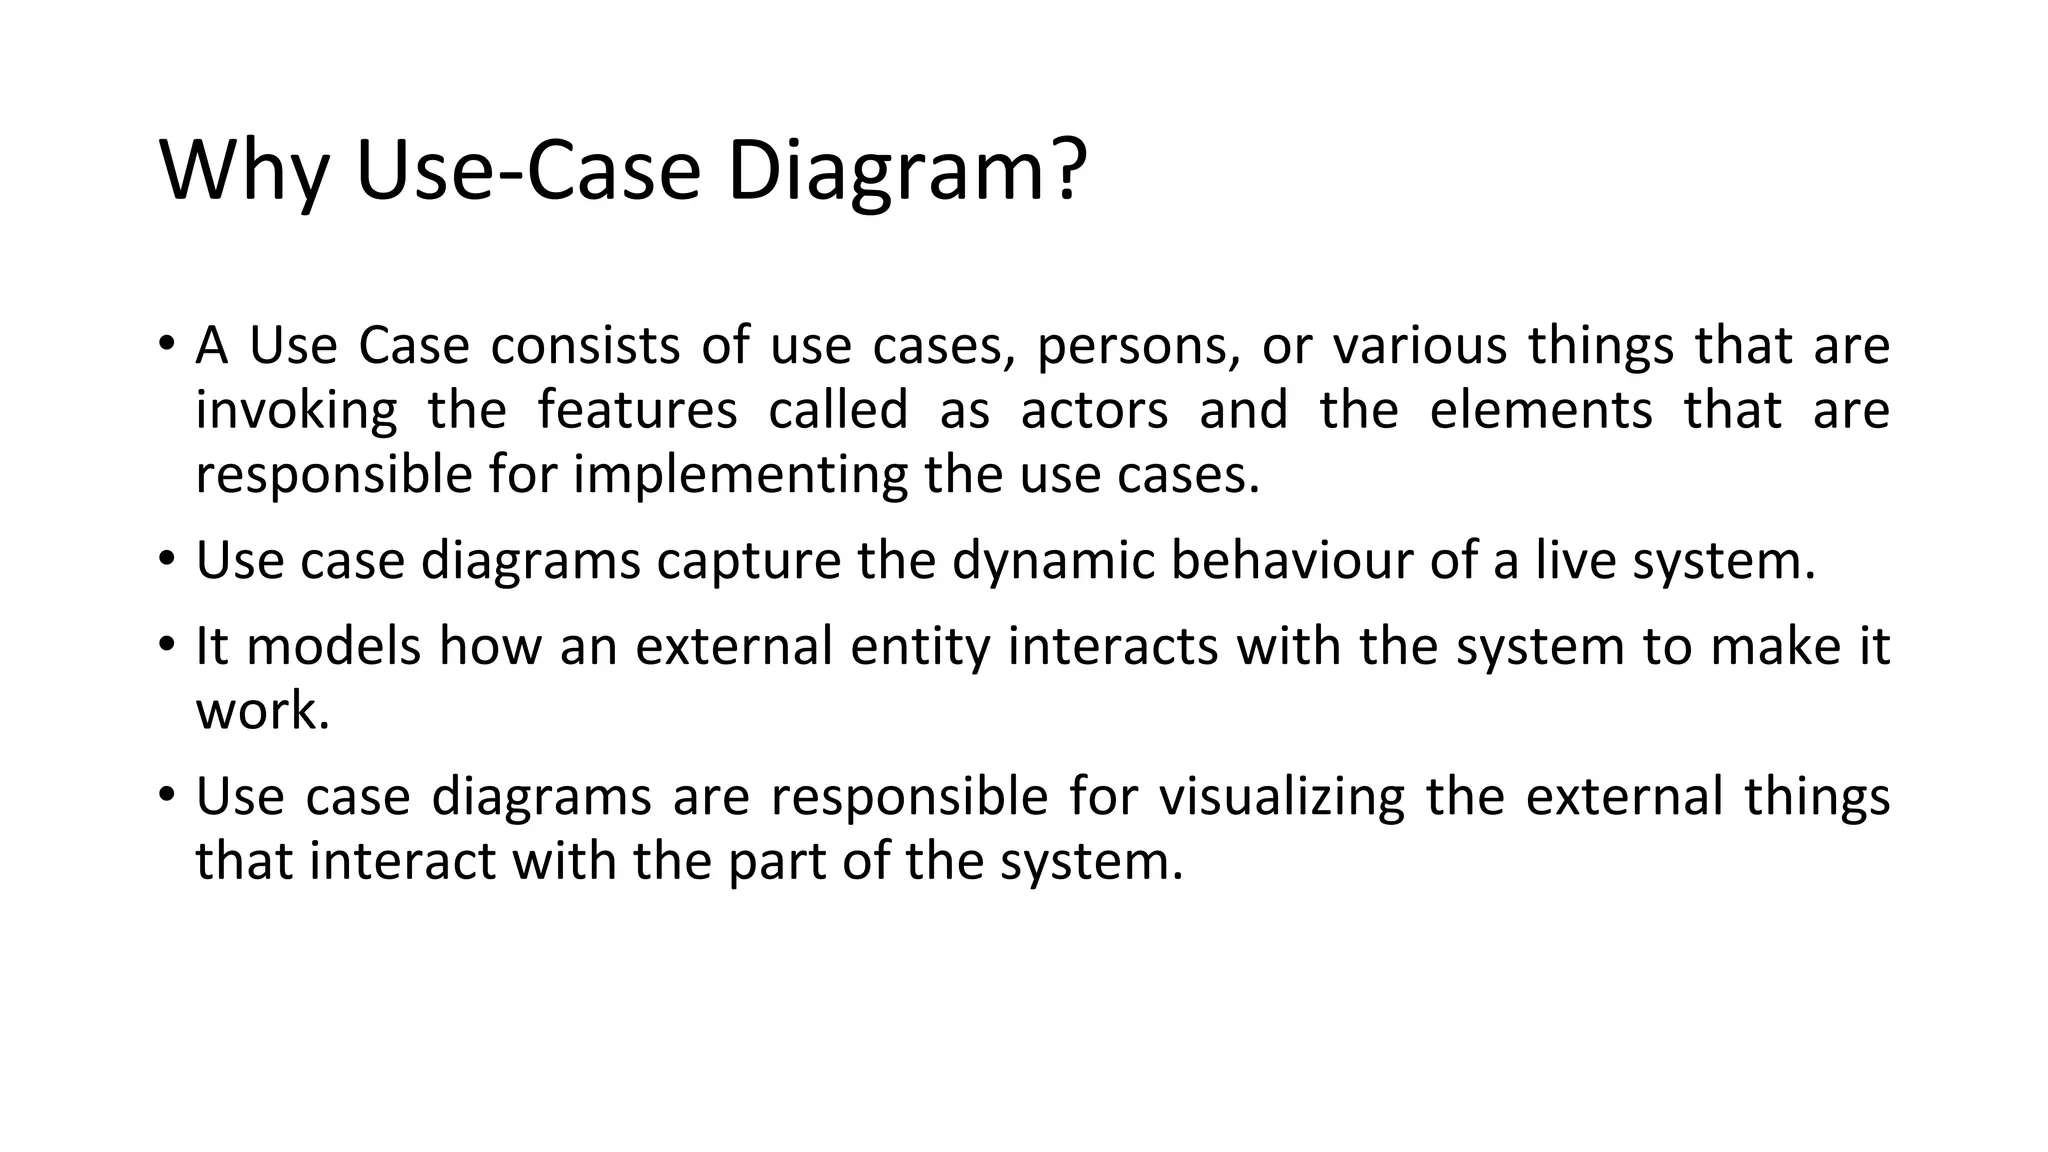 Why Use-Case Diagram?
• A Use Case consists of use cases, persons, or various things that are
invoking the features called as actors and the elements that are
responsible for implementing the use cases.
• Use case diagrams capture the dynamic behaviour of a live system.
• It models how an external entity interacts with the system to make it
work.
• Use case diagrams are responsible for visualizing the external things
that interact with the part of the system.